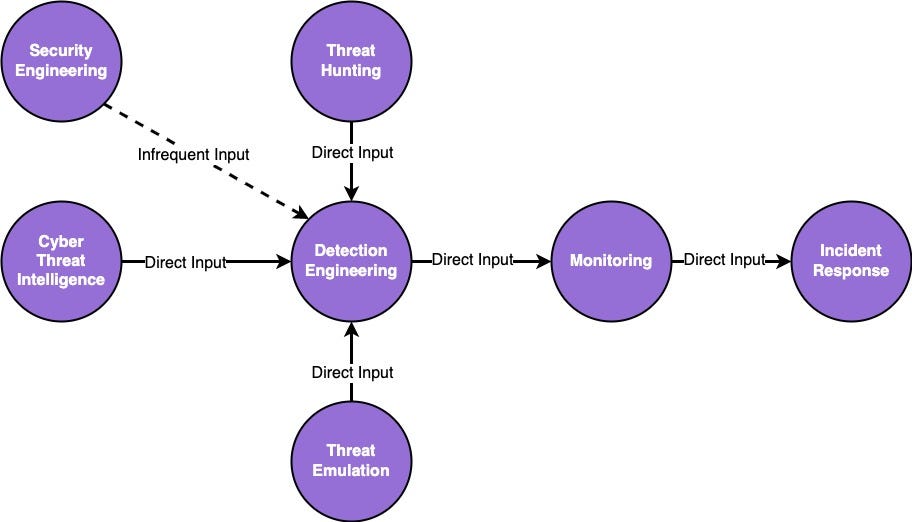 Security
Engineering
Threat
Hunting
Infrequent Input
Direct Input
Cyber
Threat
Intelligence
Direct Input
Detection
Engineering
Direct Input
Monitoring
Direct Input
Incident
Response
Direct Input
Threat
Emulation